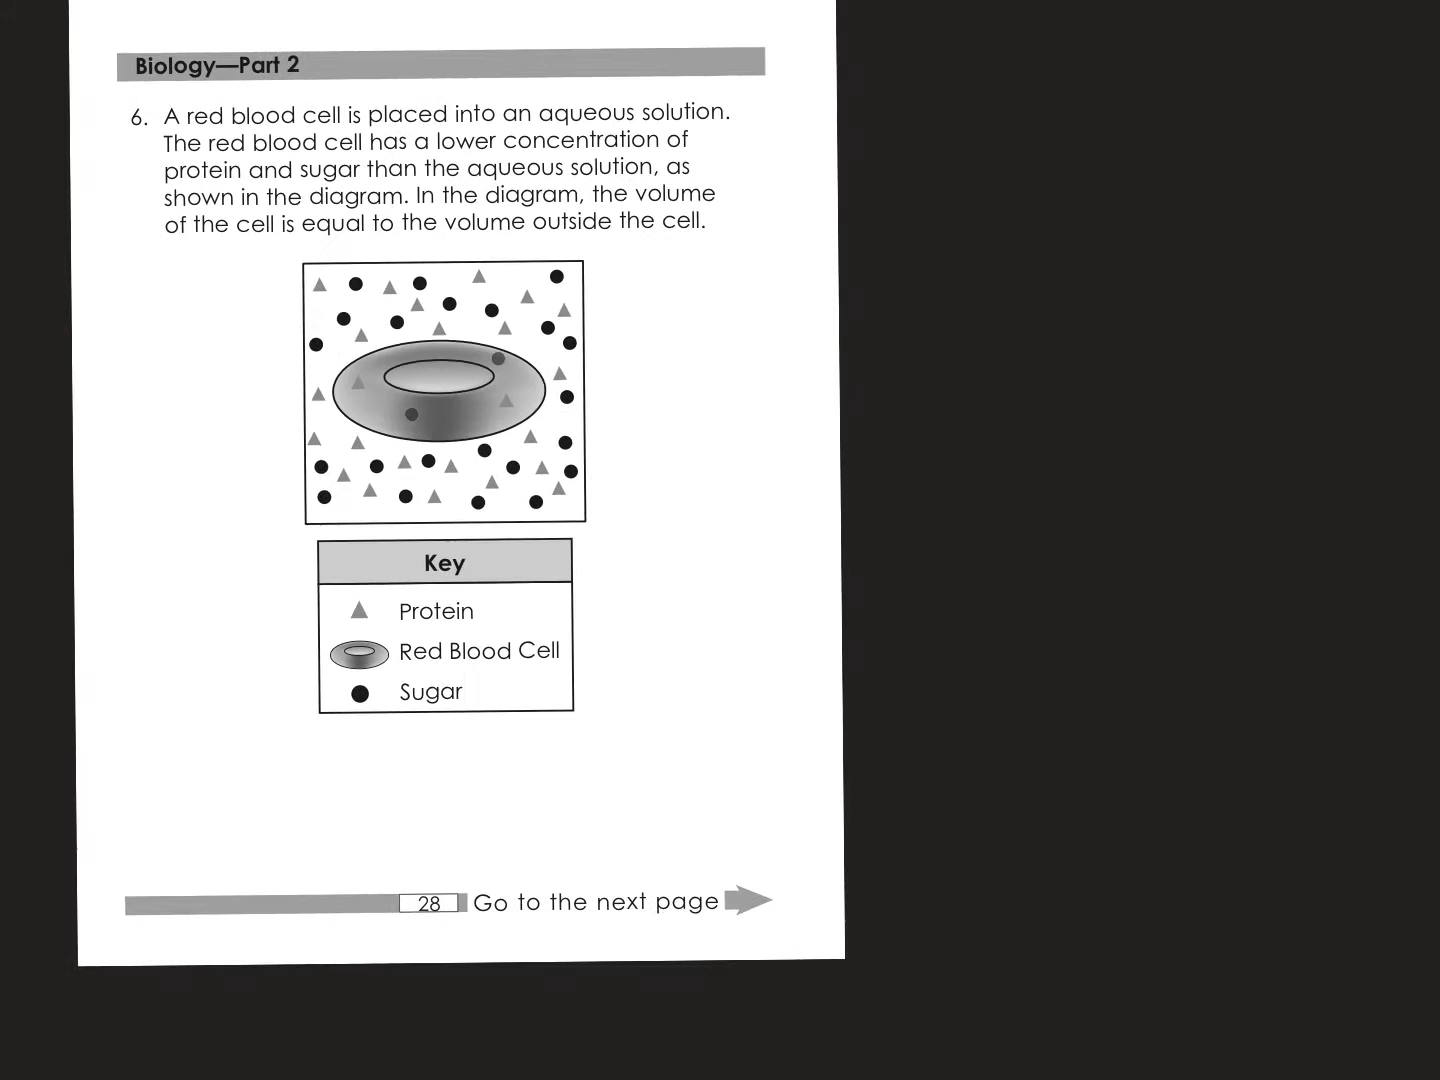 Biology—Part 2
6. A red blood cell is placed into an aqueous solution.
The red blood cell has a lower concentration of
protein and sugar than the aqueous solution, as
shown in the diagram. In the diagram, the volume
of the cell is equal to the volume outside the cell.
Key
Protein
Red Blood Cell
Sugar
28 Go to the next page